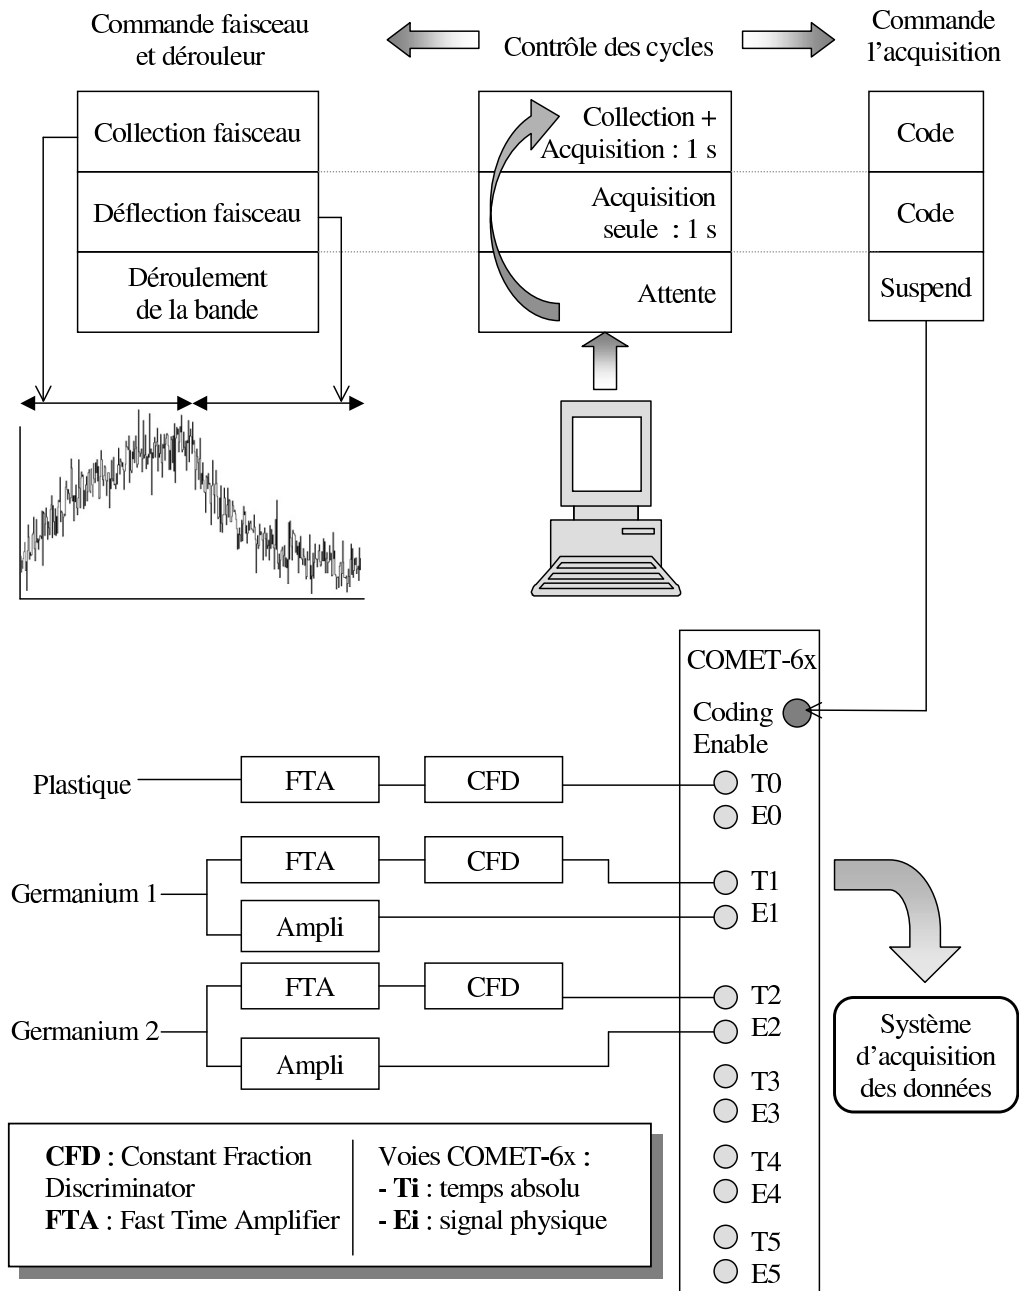 Commande faisceau
et dérouleur
Contrôle des cycles
Commande
l'acquisition
Collection faisceau
Collection +
Acquisition : 1 s
Code
Déflection faisceau
Acquisition
seule : 1 s
Code
Déroulement
de la bande
Attente
Suspend
COMET-6x
Coding
Enable
Plastique
FTA
CFD
T0
E0
Germanium 1
FTA
CFD
T1
Ampli
E1
Germanium 2
FTA
CFD
T2
Ampli
E2
T3
E3
T4
E4
T5
E5
Système
d'acquisition
des données
CFD : Constant Fraction
Discriminator
FTA : Fast Time Amplifier
Voies COMET-6x :
- Ti : temps absolu
- Ei : signal physique